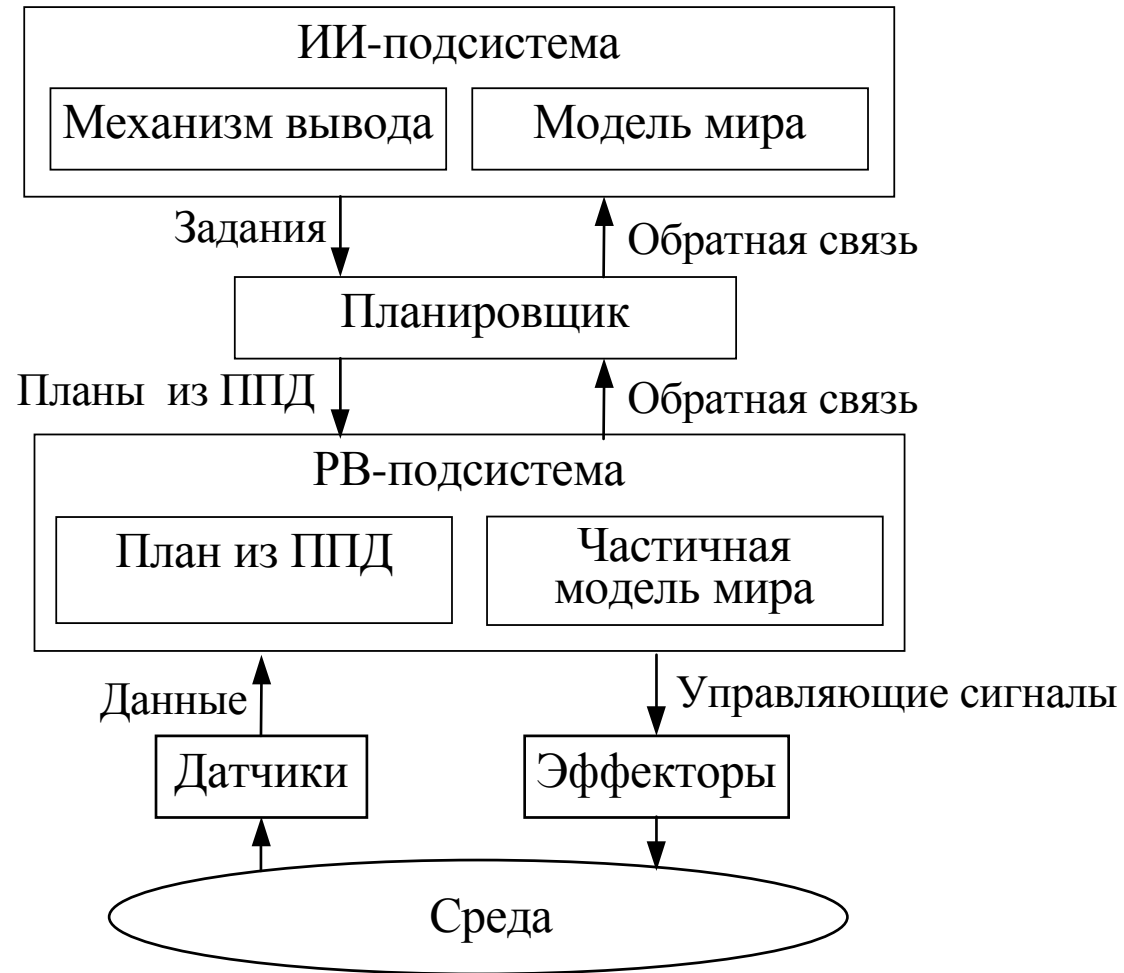 ИИ-подсистема
Механизм вывода
Модель мира
Задания
Обратная связь
Планировщик
Планы из ППД
Обратная связь
РВ-подсистема
План из ППД
Частичная
модель мира
Данные
Управляющие сигналы
Датчики
Эффекторы
Среда